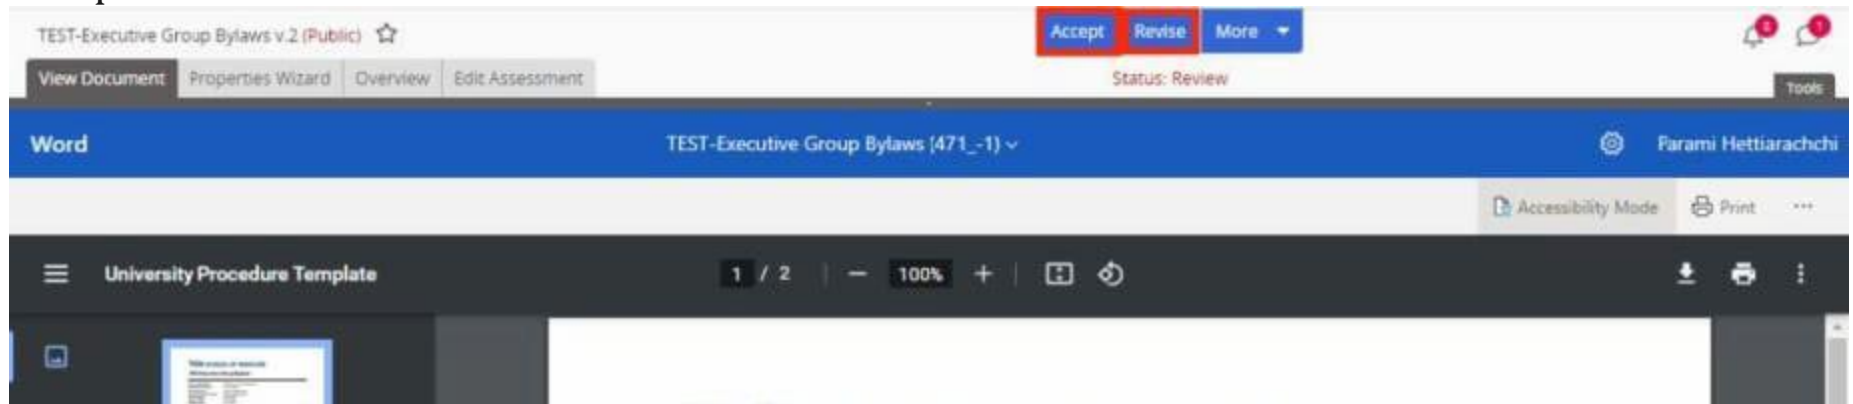 TEST-Executive Group Bylaws v.2 (Public)
Accept Revise More
View Document Properties Wizard Overview Edit Assessment
Status: Review
Tools
Word TEST-Executive Group Bylaws (471_-1) Parami Hettiarachchi
Accessibility Mode Print ...
University Procedure Template 1 / 2 — 100% +